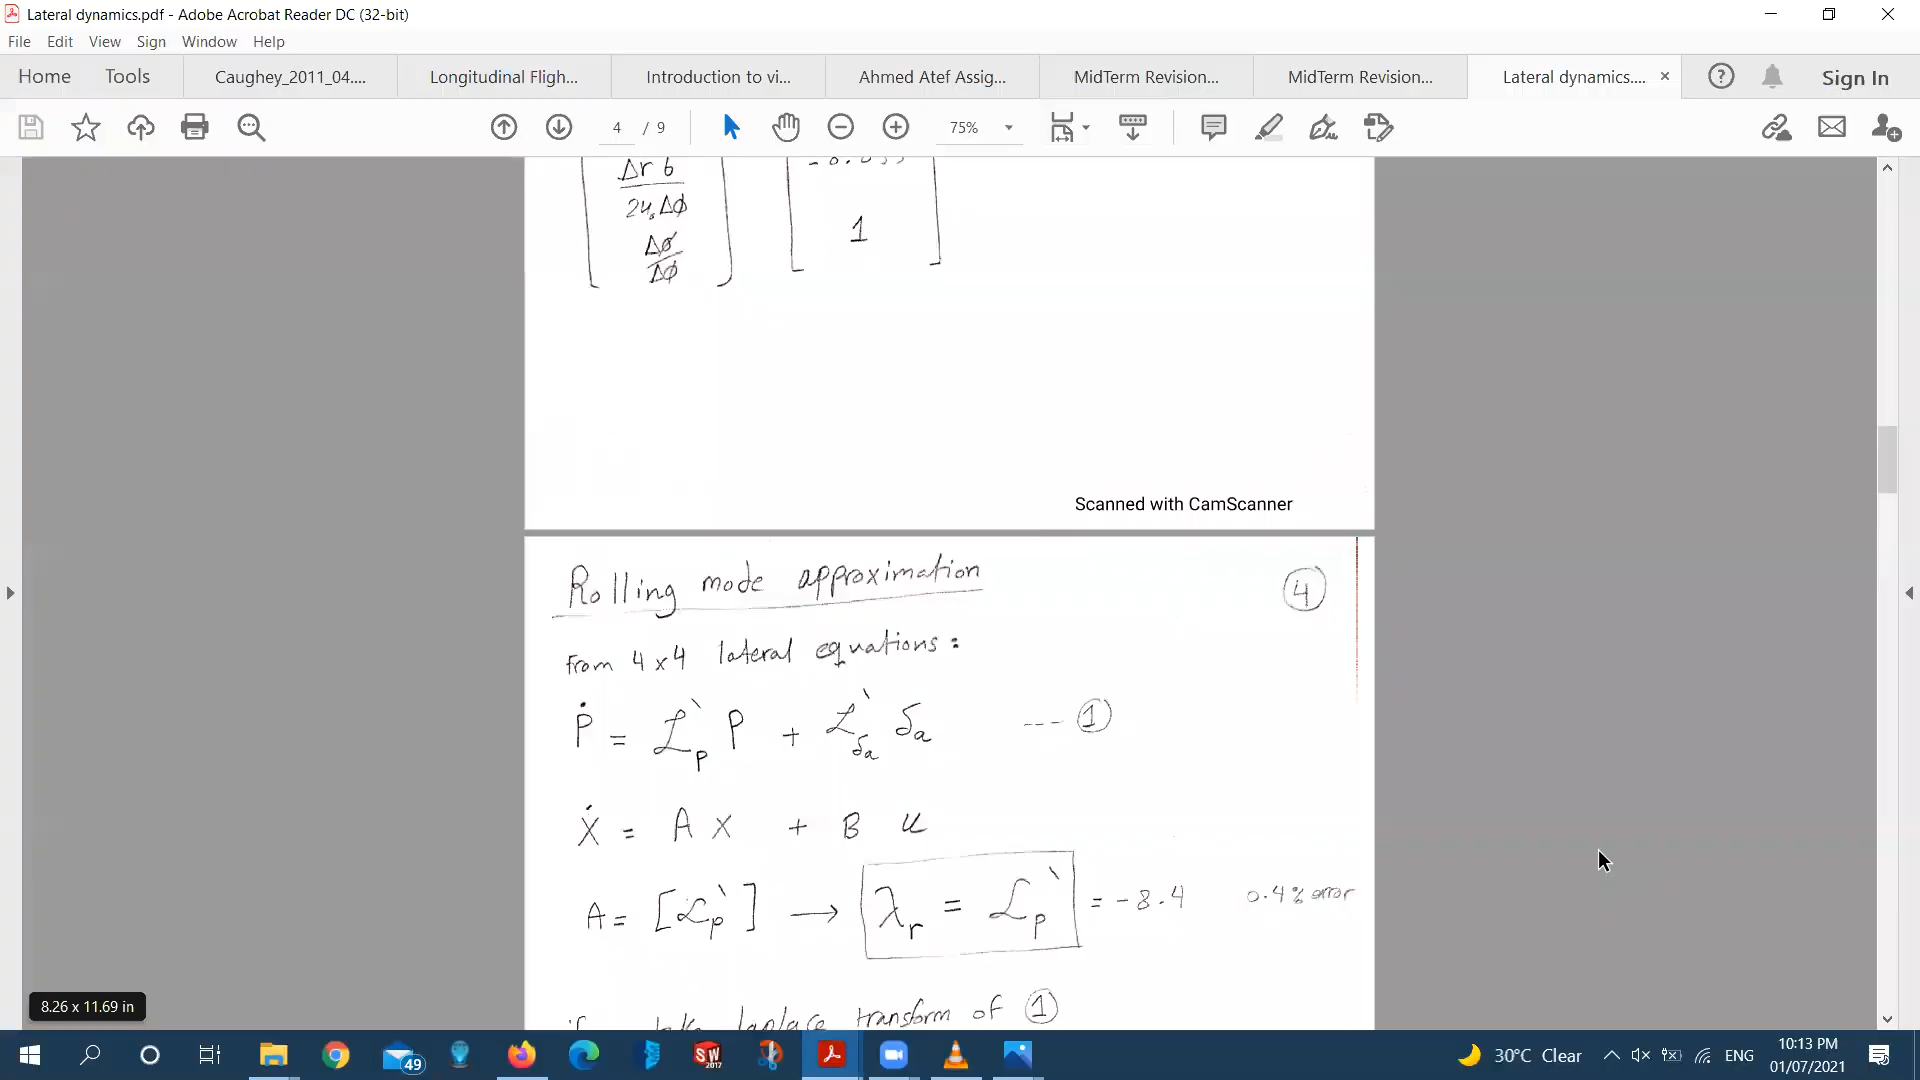 Lateral dynamics.pdf - Adobe Acrobat Reader DC (32-bit)
File Edit View Sign Window Help
Home Tools Caughey_2011_04.... Longitudinal Fligh... Introduction to vi... Ahmed Atef Assig... MidTerm Revision... MidTerm Revision... Lateral dynamics.... × Sign In
4 / 9 75%
Δr b
2u₀Δϕ
Δϕ
Δϕ
1
Scanned with CamScanner
Rolling mode approximation
4
from 4x4 lateral equations:
Ṗ = ℒ`p P + ℒ`δa δa --- ①
Ẋ = A X + B u
A = [ℒp`] → λr = ℒp` = -8.4 0.4% error
laplace transform of ①
8.26 x 11.69 in
49
SW
2017
30°C Clear
ENG
10:13 PM
01/07/2021